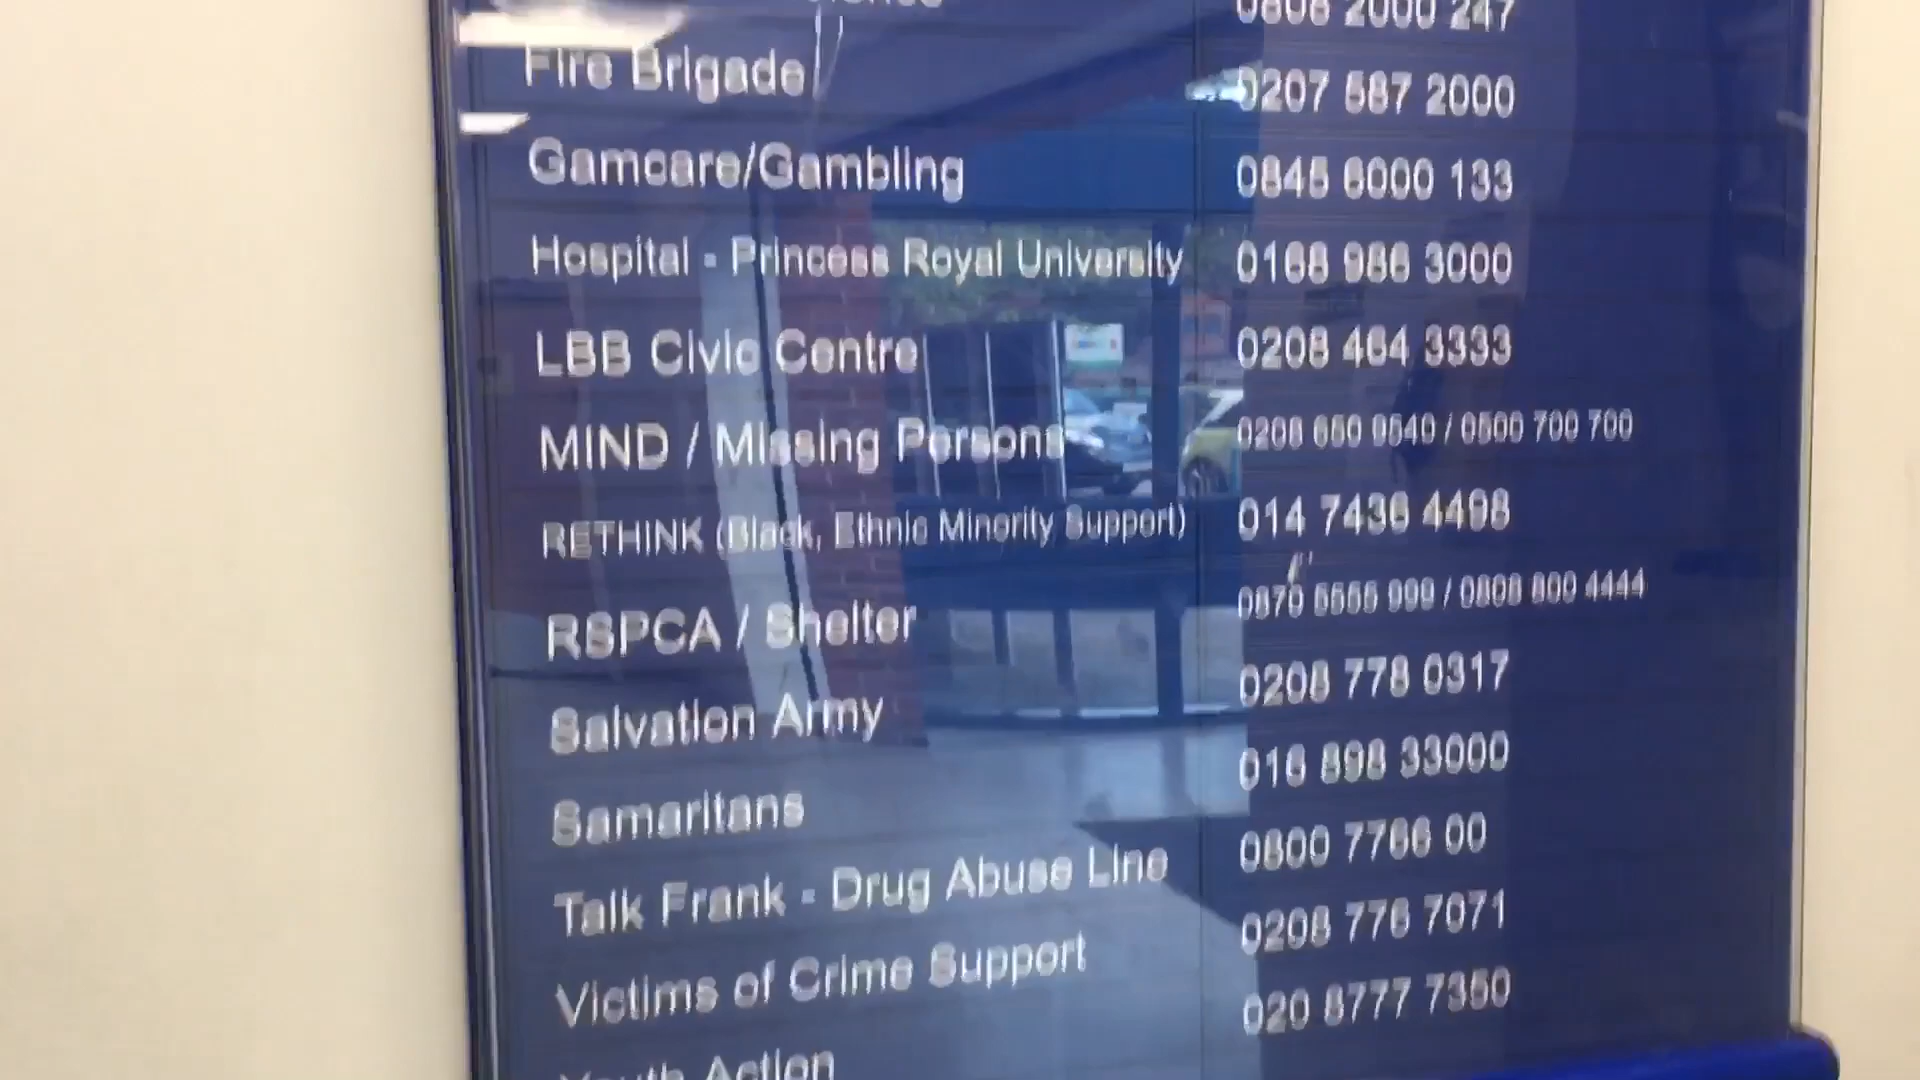 0808 2000 247
Fire Brigade 0207 587 2000
Gamcare/Gambling 0845 6000 133
Hospital - Princess Royal University 0168 986 3000
LBB Civic Centre 0208 464 3333
MIND / Missing Persons 0208 650 0540 / 0500 700 700
RETHINK (Black, Ethnic Minority Support) 014 7436 4498
RSPCA / Shelter 0870 5555 999 / 0808 800 4444
Salvation Army 0208 778 0317
Samaritans 016 898 33000
Talk Frank - Drug Abuse Line 0800 7766 00
Victims of Crime Support 0208 776 7071
Youth Action 020 8777 7350